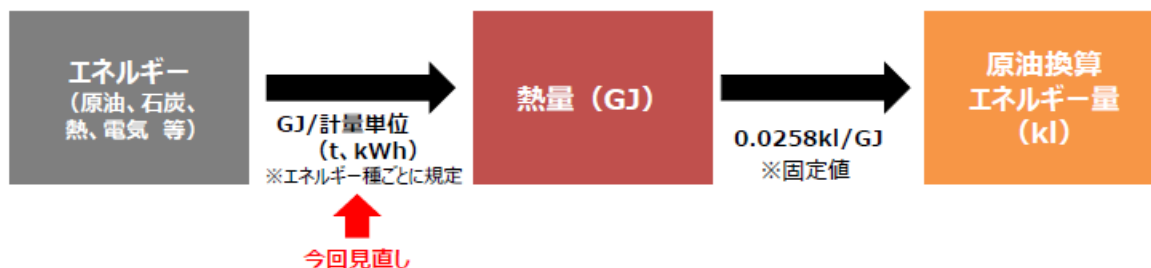 エネルギー
（原油、石炭、
熱、電気 等）
GJ/計量単位
（t、kWh）
※エネルギー種ごとに規定
今回見直し
熱量（GJ）
0.0258kl/GJ
※固定値
原油換算
エネルギー量
（kl）